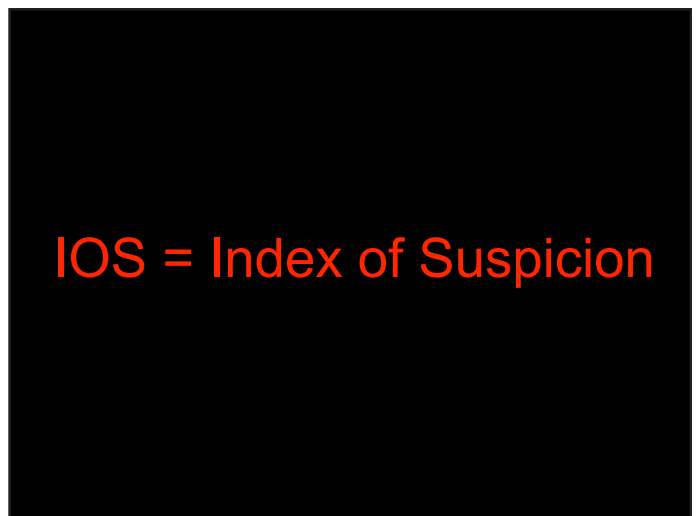 IOS = Index of Suspicion